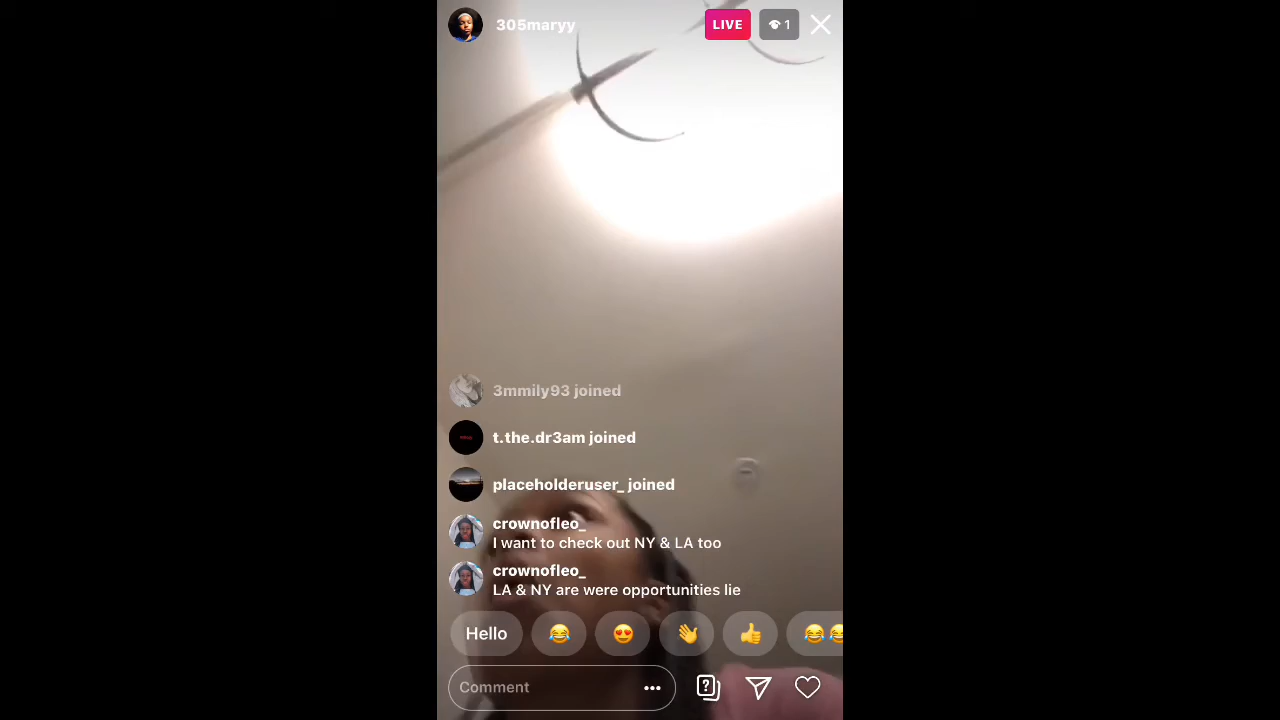 305maryy
LIVE
1
3mmily93 joined
t.the.dr3am joined
placeholderuser_ joined
crownofleo_
I want to check out NY & LA too
crownofleo_
LA & NY are were opportunities lie
Hello
Comment